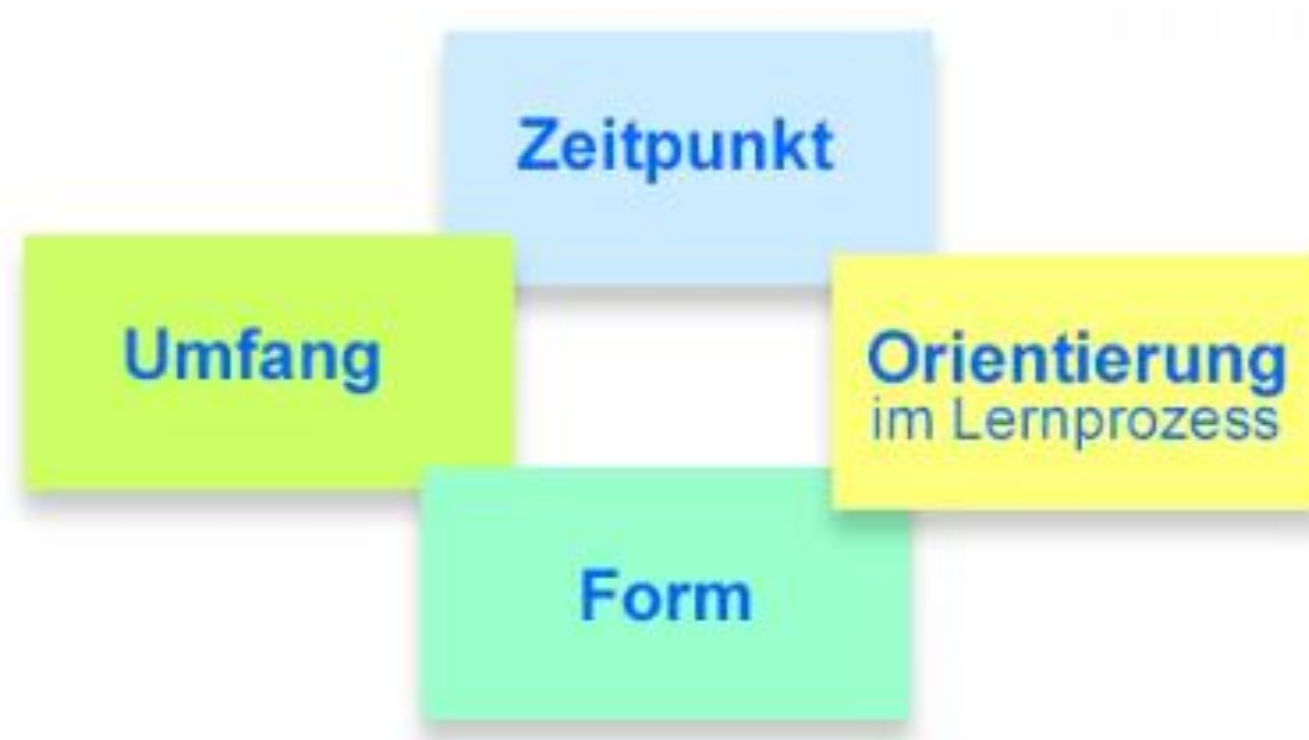 Zeitpunkt
Umfang
Orientierung
im Lernprozess
Form